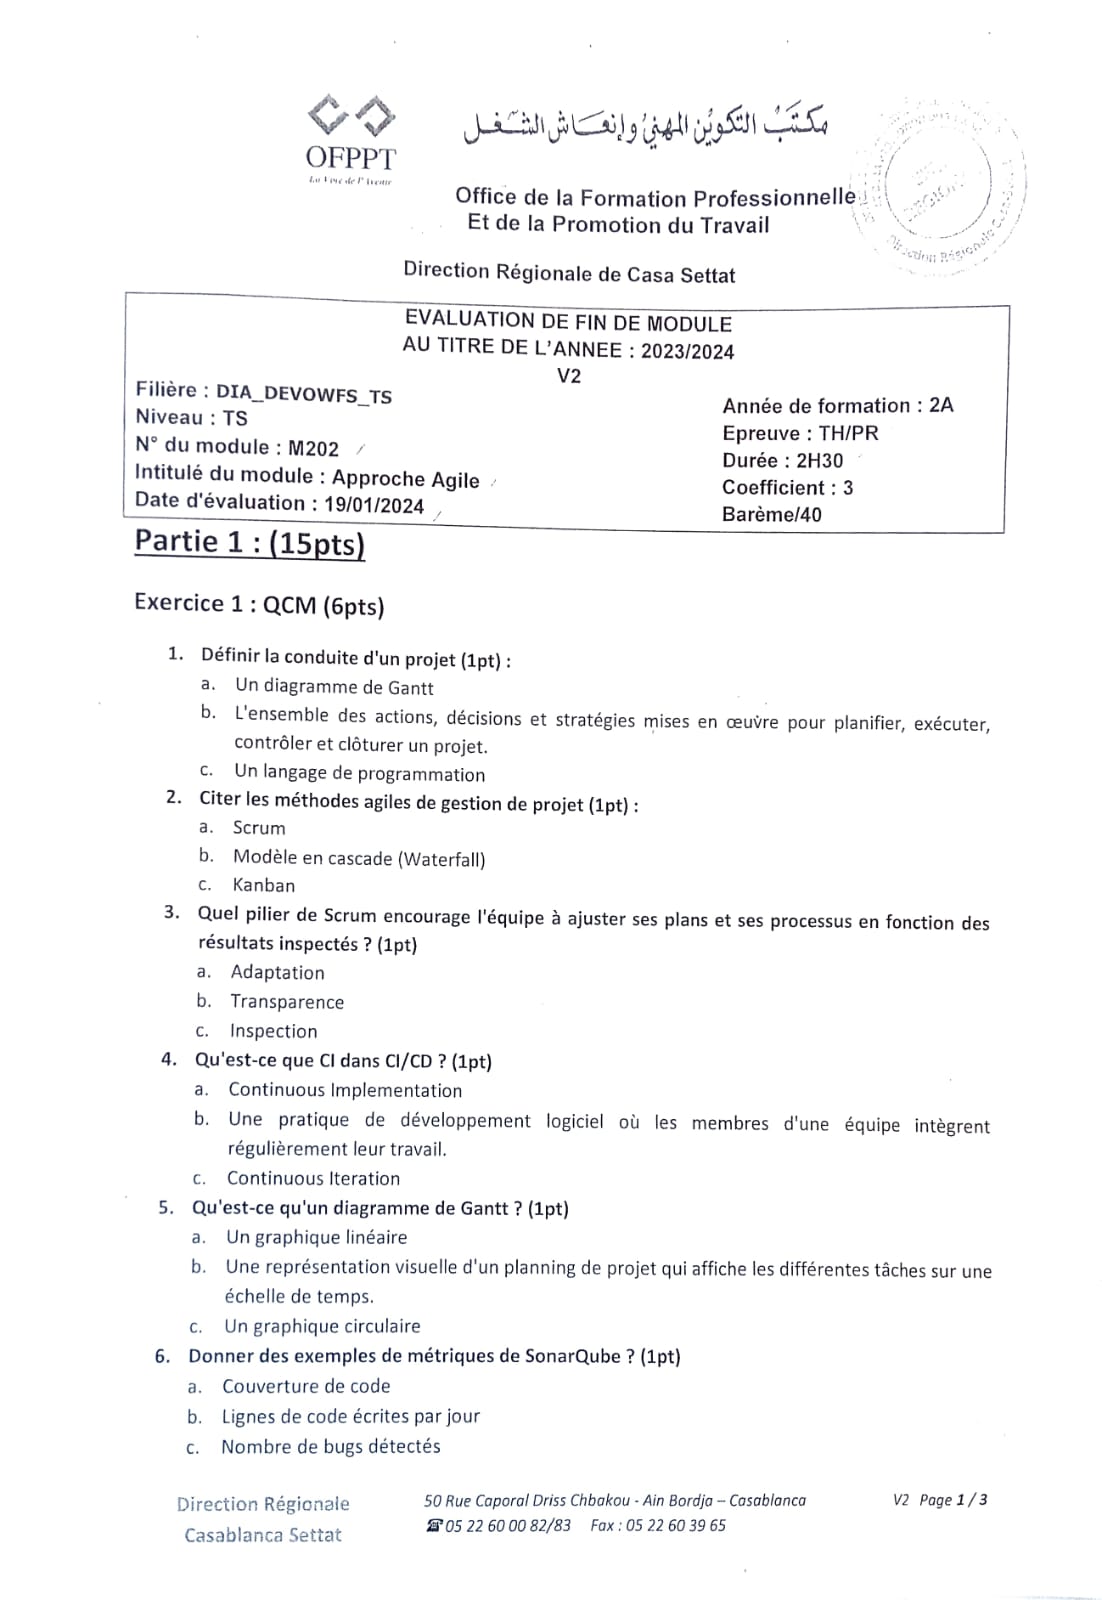 OFPPT
La Voie de l'Avenir
مكتب التكوين المهني وإنعاش الشغل
Office de la Formation Professionnelle
Et de la Promotion du Travail
Direction Régionale de Casa Settat
EVALUATION DE FIN DE MODULE
AU TITRE DE L'ANNEE : 2023/2024
V2
Filière : DIA_DEVOWFS_TS
Niveau : TS
N° du module : M202
Intitulé du module : Approche Agile
Date d'évaluation : 19/01/2024
Année de formation : 2A
Epreuve : TH/PR
Durée : 2H30
Coefficient : 3
Barème/40
Partie 1 : (15pts)
Exercice 1 : QCM (6pts)
1. Définir la conduite d'un projet (1pt) :
a. Un diagramme de Gantt
b. L'ensemble des actions, décisions et stratégies mises en œuvre pour planifier, exécuter,
contrôler et clôturer un projet.
c. Un langage de programmation
2. Citer les méthodes agiles de gestion de projet (1pt) :
a. Scrum
b. Modèle en cascade (Waterfall)
c. Kanban
3. Quel pilier de Scrum encourage l'équipe à ajuster ses plans et ses processus en fonction des
résultats inspectés ? (1pt)
a. Adaptation
b. Transparence
c. Inspection
4. Qu'est-ce que CI dans CI/CD ? (1pt)
a. Continuous Implementation
b. Une pratique de développement logiciel où les membres d'une équipe intègrent
régulièrement leur travail.
c. Continuous Iteration
5. Qu'est-ce qu'un diagramme de Gantt ? (1pt)
a. Un graphique linéaire
b. Une représentation visuelle d'un planning de projet qui affiche les différentes tâches sur une
échelle de temps.
c. Un graphique circulaire
6. Donner des exemples de métriques de SonarQube ? (1pt)
a. Couverture de code
b. Lignes de code écrites par jour
c. Nombre de bugs détectés
Direction Régionale
Casablanca Settat
50 Rue Caporal Driss Chbakou - Ain Bordja – Casablanca
☎05 22 60 00 82/83 Fax : 05 22 60 39 65
V2 Page 1 / 3